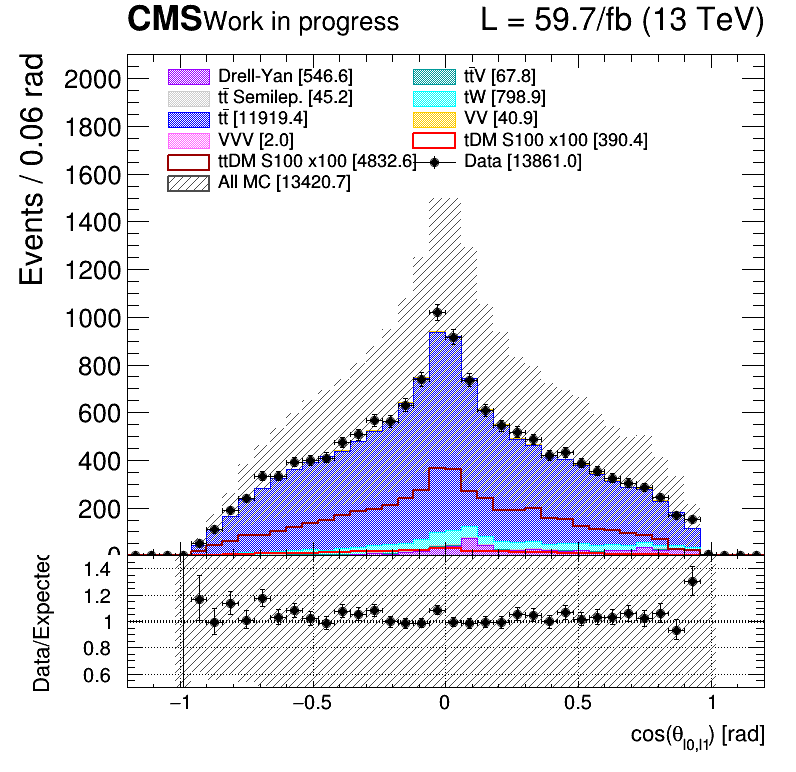 CMS Work in progress L = 59.7/fb (13 TeV)
Events / 0.06 rad
2000
1800
1600
1400
1200
1000
800
600
400
200
0
Drell-Yan [546.6] tt̄V [67.8]
tt̄ Semilep. [45.2] tW [798.9]
tt̄ [11919.4] VV [40.9]
VVV [2.0] tDM S100 x100 [390.4]
ttDM S100 x100 [4832.6] Data [13861.0]
All MC [13420.7]
Data/Expected
1.4
1.2
1
0.8
0.6
−1 −0.5 0 0.5 1
cos(θl0,l1) [rad]